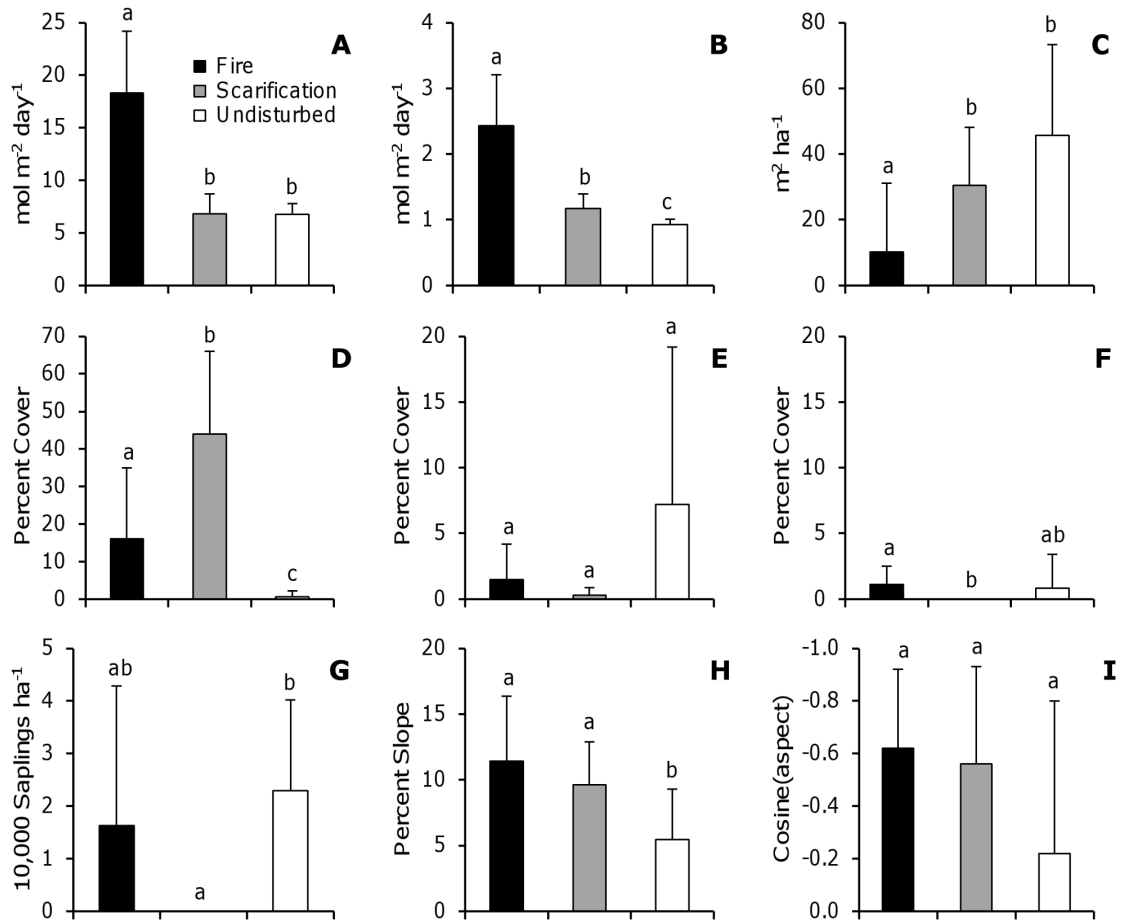 A
a
25
20
15
10
5
0
mol m⁻² day⁻¹
Fire
Scarification
Undisturbed
b
b
B
a
4
3
2
1
0
mol m⁻² day⁻¹
b
c
C
b
80
60
40
20
0
m² ha⁻¹
a
b
D
70
60
50
40
30
20
10
0
Percent Cover
a
b
c
E
20
15
10
5
0
Percent Cover
a
a
a
F
20
15
10
5
0
Percent Cover
a
b
ab
G
5
4
3
2
1
0
10,000 Saplings ha⁻¹
ab
a
b
H
20
15
10
5
0
Percent Slope
a
a
b
I
-1.0
-0.8
-0.6
-0.4
-0.2
0.0
Cosine(aspect)
a
a
a